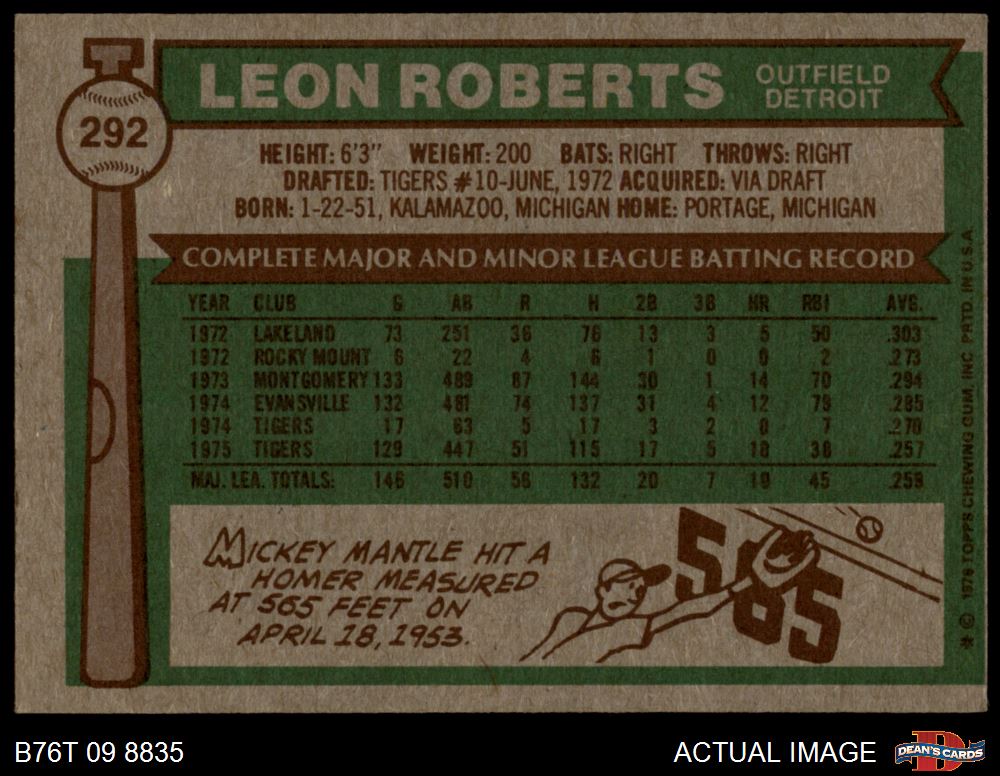 292
LEON ROBERTS
OUTFIELD
DETROIT
HEIGHT: 6'3" WEIGHT: 200 BATS: RIGHT THROWS: RIGHT
DRAFTED: TIGERS #10-JUNE, 1972 ACQUIRED: VIA DRAFT
BORN: 1-22-51, KALAMAZOO, MICHIGAN HOME: PORTAGE, MICHIGAN
COMPLETE MAJOR AND MINOR LEAGUE BATTING RECORD
YEAR CLUB G AB R H 2B 3B HR RBI AVG.
1972 LAKELAND 73 251 36 76 13 3 5 50 .303
1972 ROCKY MOUNT 6 22 4 6 1 0 0 2 .273
1973 MONTGOMERY 133 489 87 144 30 1 14 70 .294
1974 EVANSVILLE 132 481 74 137 31 4 12 79 .285
1974 TIGERS 17 63 5 17 3 2 0 7 .270
1975 TIGERS 129 447 51 115 17 5 10 38 .257
MAJ. LEA. TOTALS: 146 510 56 132 20 7 10 45 .259
MICKEY MANTLE HIT A
HOMER MEASURED
AT 565 FEET ON
APRIL 18, 1953.
565
* © 1976 TOPPS CHEWING GUM, INC. PRTD. IN U.S.A.
B76T 09 8835
ACTUAL IMAGE
DEAN'S CARDS